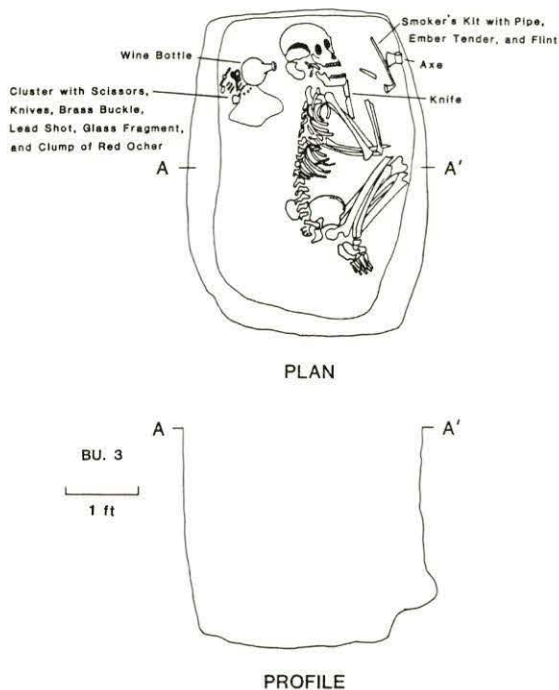 Smoker's Kit with Pipe,
Ember Tender, and Flint
Wine Bottle
Axe
Cluster with Scissors,
Knives, Brass Buckle,
Lead Shot, Glass Fragment,
and Clump of Red Ocher
Knife
A
A'
PLAN
A
A'
BU. 3
1 ft
PROFILE